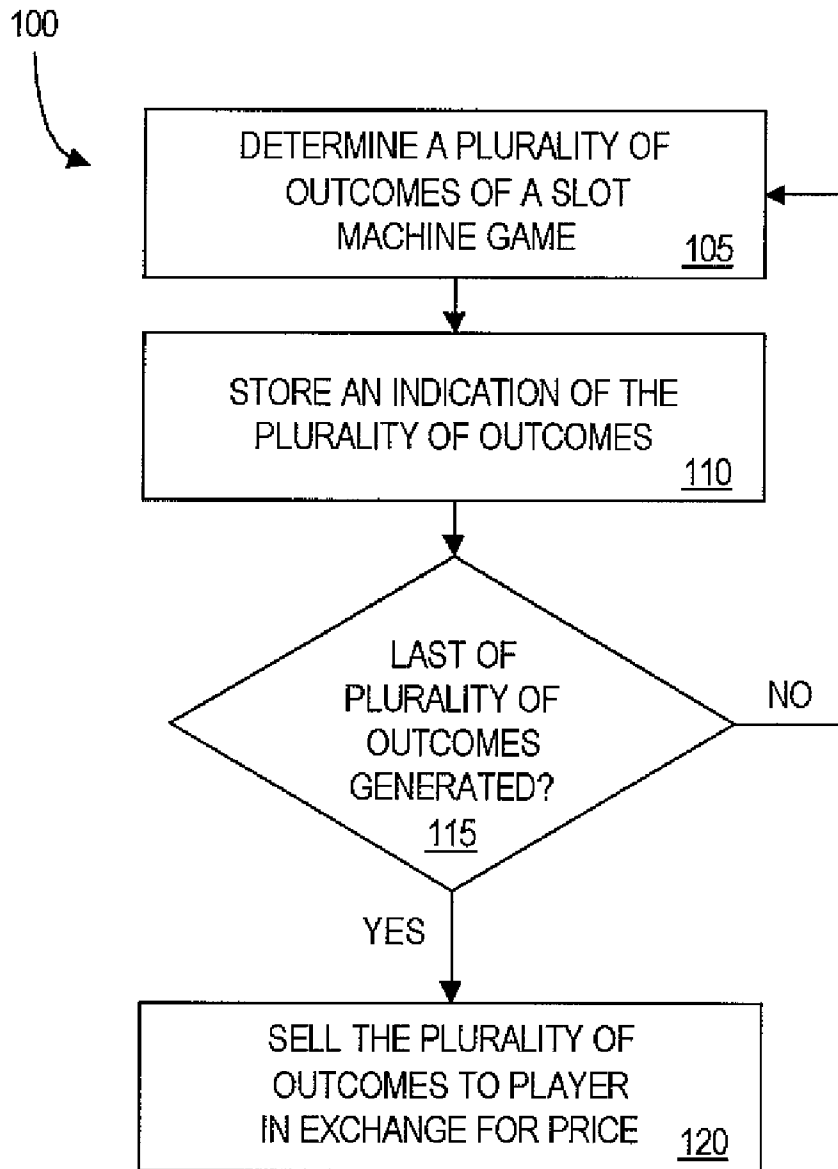 100
DETERMINE A PLURALITY OF
OUTCOMES OF A SLOT
MACHINE GAME
105
STORE AN INDICATION OF THE
PLURALITY OF OUTCOMES
110
LAST OF
PLURALITY OF
OUTCOMES
GENERATED?
115
NO
YES
SELL THE PLURALITY OF
OUTCOMES TO PLAYER
IN EXCHANGE FOR PRICE
120